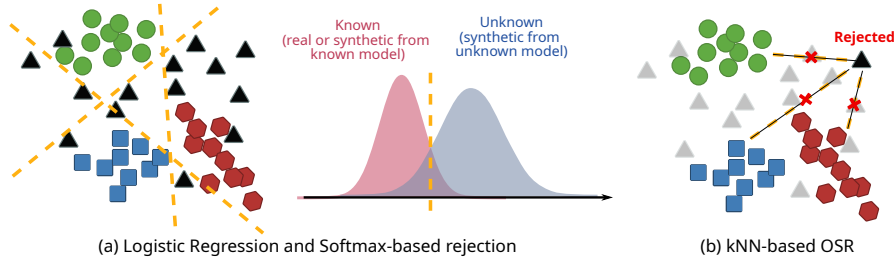 Known
(real or synthetic from
known model)
Unknown
(synthetic from
unknown model)
Rejected
(a) Logistic Regression and Softmax-based rejection
(b) kNN-based OSR